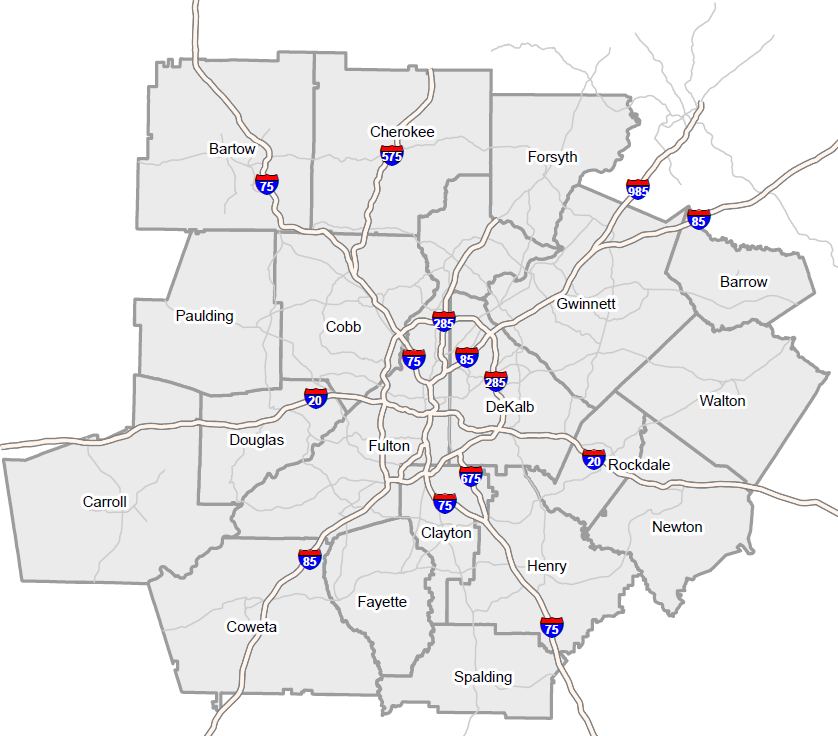 Cherokee
Bartow
575
Forsyth
75
985
85
Barrow
Gwinnett
Paulding
285
Cobb
75
85
285
20
Walton
DeKalb
Douglas
Fulton
20
Rockdale
675
Carroll
75
Newton
Clayton
85
Henry
Fayette
Coweta
75
Spalding